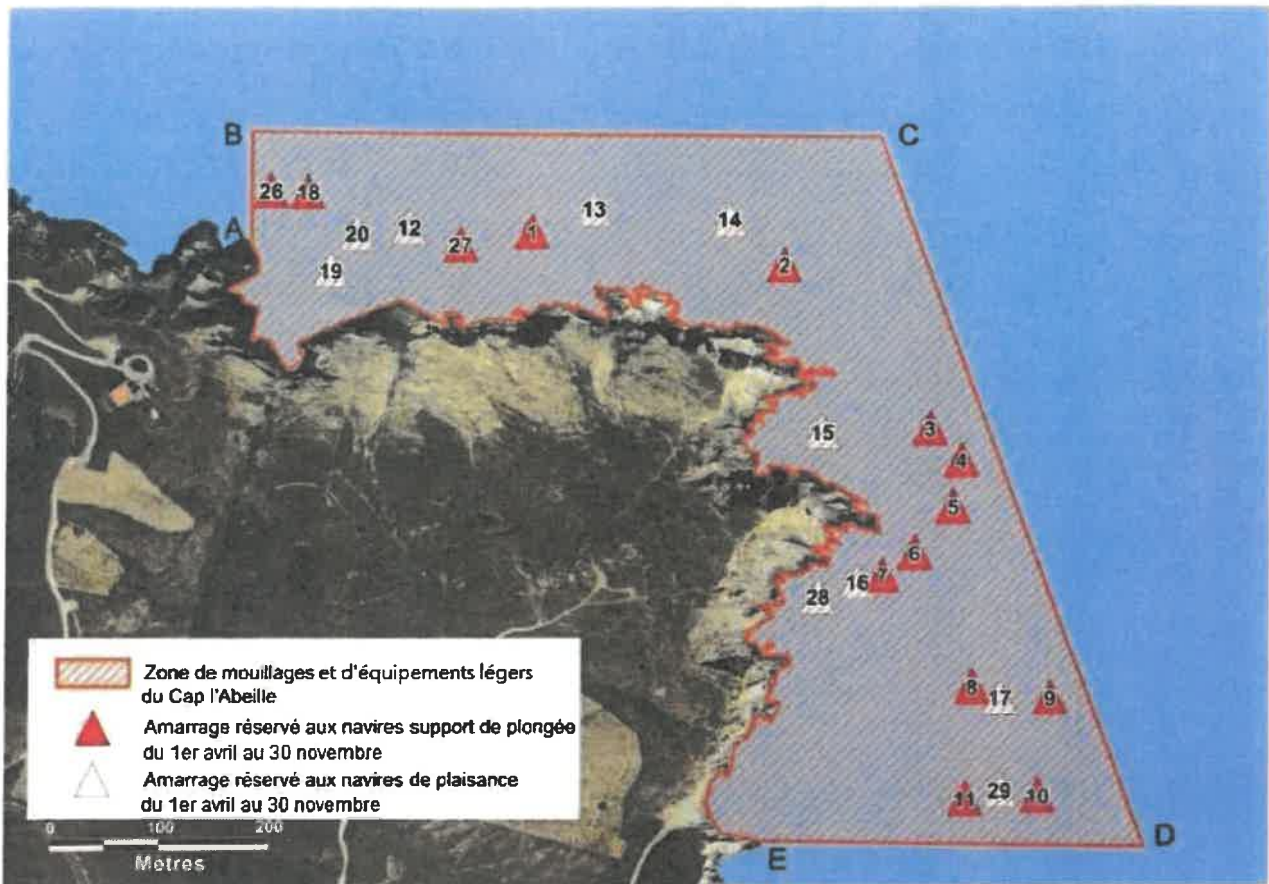 B
C
26
18
13
14
A
20
12
27
1
2
19
15
3
4
5
6
7
16
28
8
17
9
11
29
10
E
D
Zone de mouillages et d'équipements légers
du Cap l'Abeille
Amarrage réservé aux navires support de plongée
du 1er avril au 30 novembre
Amarrage réservé aux navires de plaisance
du 1er avril au 30 novembre
0 100 200
Metres